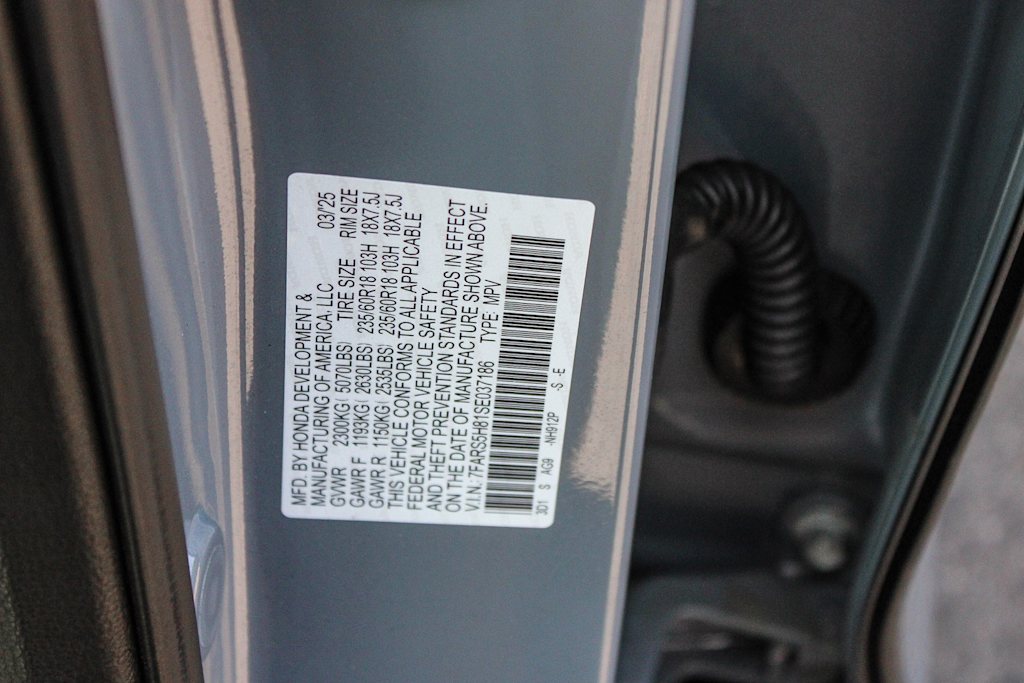 MFD. BY HONDA DEVELOPMENT &
MANUFACTURING OF AMERICA, LLC 03/25
GVWR 2300KG( 5070LBS) TIRE SIZE RIM SIZE
GAWR F 1193KG( 2630LBS) 235/60R18 103H 18X7.5J
GAWR R 1150KG( 2536LBS) 235/60R18 103H 18X7.5J
THIS VEHICLE CONFORMS TO ALL APPLICABLE
FEDERAL MOTOR VEHICLE SAFETY
AND THEFT PREVENTION STANDARDS IN EFFECT
ON THE DATE OF MANUFACTURE SHOWN ABOVE.
V.I.N.: 7FARS5H81SE037186 TYPE: MPV
3D1 S AG9 -NH912P -S -E